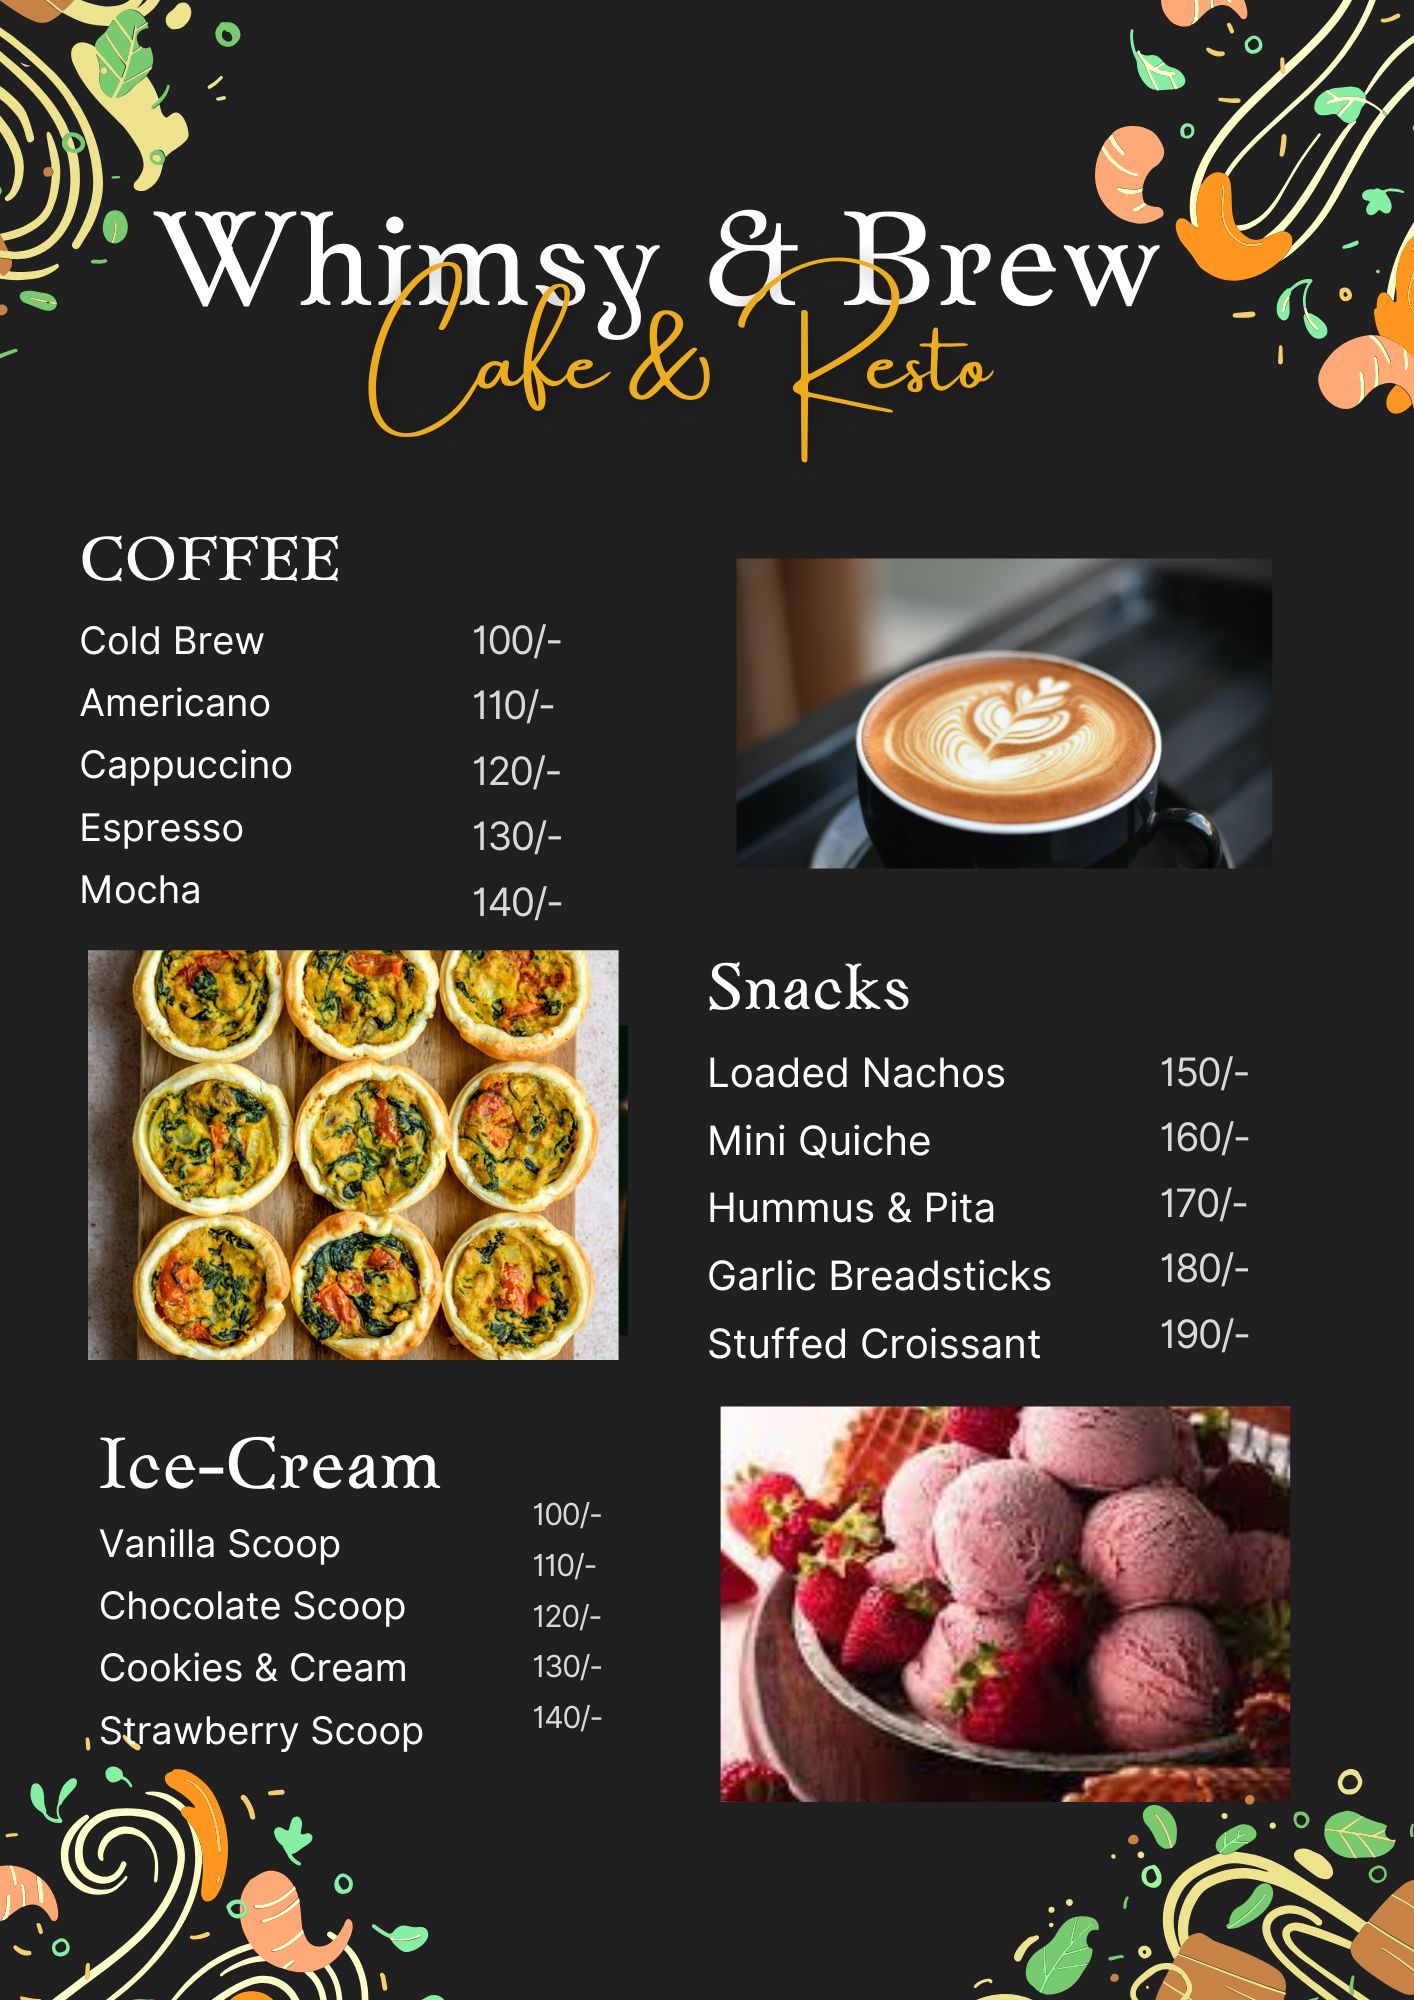 Whimsy & Brew
Cafe & Resto
COFFEE
Cold Brew 100/-
Americano 110/-
Cappuccino 120/-
Espresso 130/-
Mocha 140/-
Snacks
Loaded Nachos 150/-
Mini Quiche 160/-
Hummus & Pita 170/-
Garlic Breadsticks 180/-
Stuffed Croissant 190/-
Ice-Cream
100/-
Vanilla Scoop
110/-
Chocolate Scoop
120/-
Cookies & Cream
130/-
Strawberry Scoop
140/-